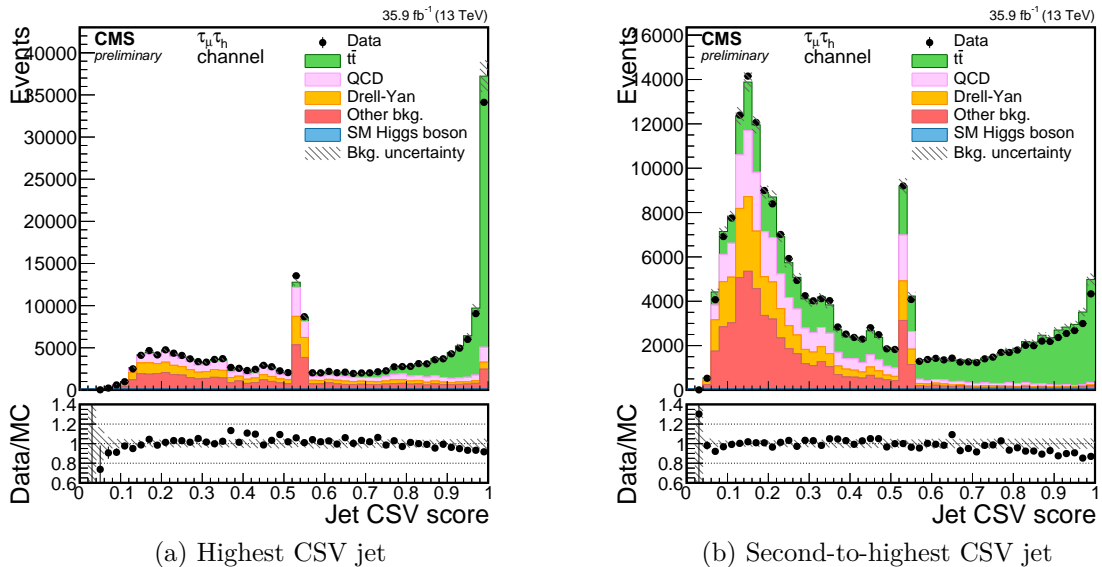 35.9 fb⁻¹ (13 TeV)
Events
40000
35000
30000
25000
20000
15000
10000
5000
0
CMS
preliminary
τμτh
channel
Data
tt̄
QCD
Drell-Yan
Other bkg.
SM Higgs boson
Bkg. uncertainty
Data/MC
1.4
1.2
1
0.8
0.6
0 0.1 0.2 0.3 0.4 0.5 0.6 0.7 0.8 0.9 1
Jet CSV score
(a) Highest CSV jet
35.9 fb⁻¹ (13 TeV)
Events
16000
14000
12000
10000
8000
6000
4000
2000
0
CMS
preliminary
τμτh
channel
Data
tt̄
QCD
Drell-Yan
Other bkg.
SM Higgs boson
Bkg. uncertainty
Data/MC
1.4
1.2
1
0.8
0.6
0 0.1 0.2 0.3 0.4 0.5 0.6 0.7 0.8 0.9 1
Jet CSV score
(b) Second-to-highest CSV jet